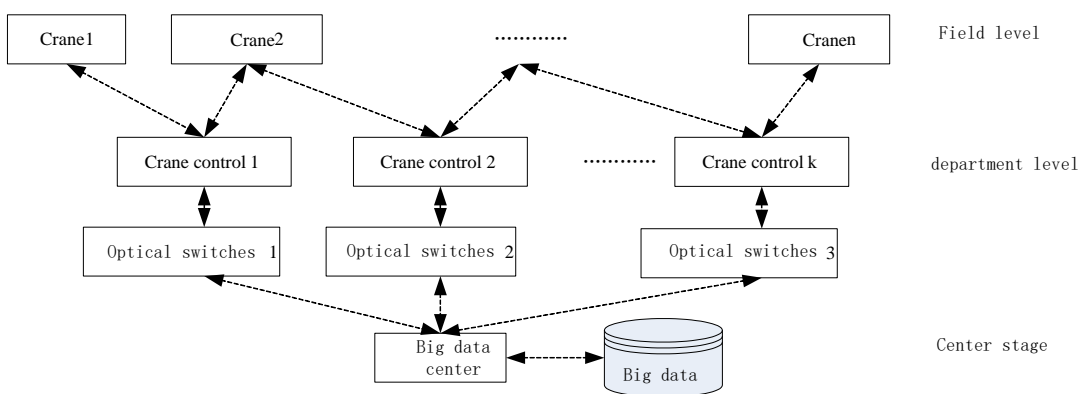 Crane1
Crane2
............
Cranen
Field level
Crane control 1
Crane control 2
............
Crane control k
department level
Optical switches 1
Optical switches 2
Optical switches 3
Big data
center
Big data
Center stage